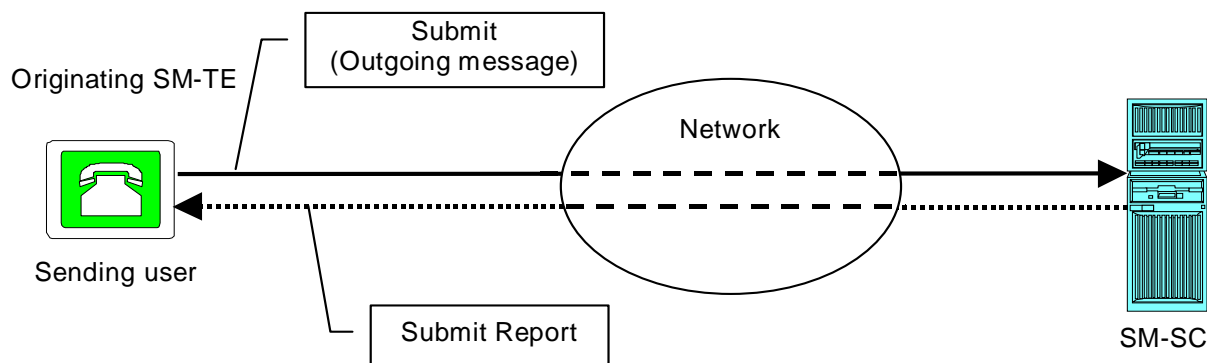 Submit
(Outgoing message)
Originating SM-TE
Network
Sending user
Submit Report
SM-SC